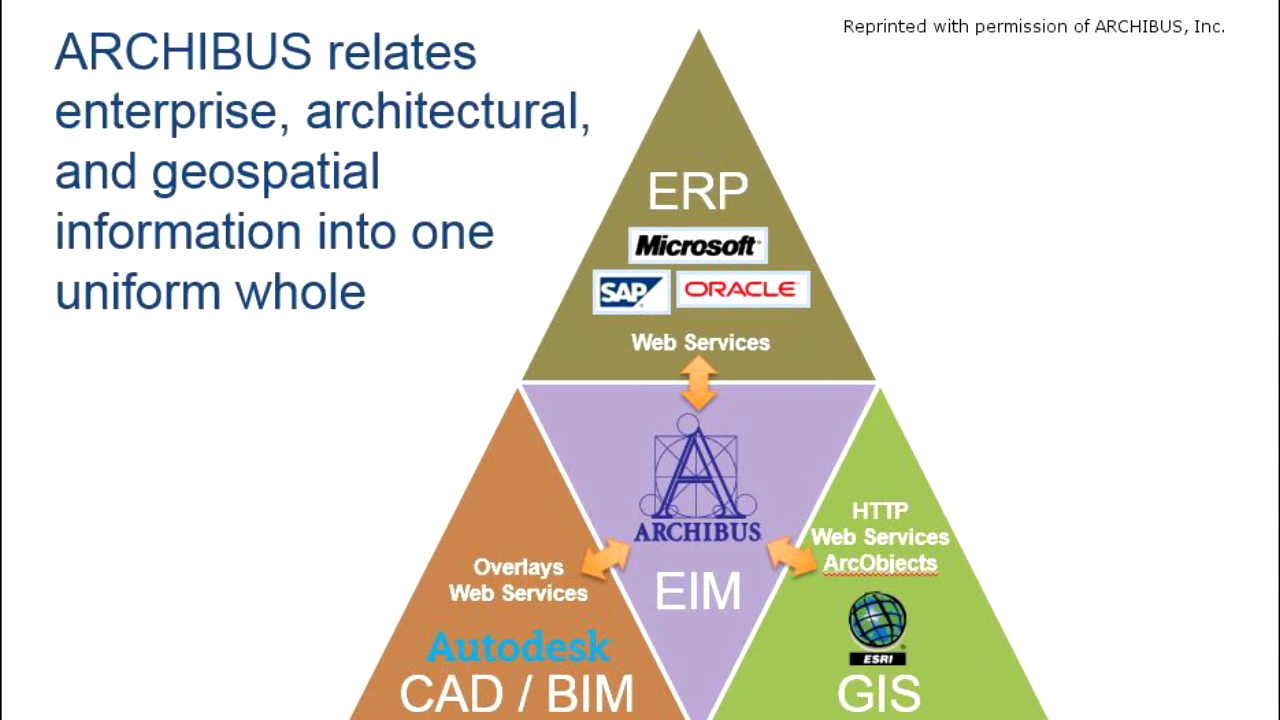 Reprinted with permission of ARCHIBUS, Inc.
ARCHIBUS relates
enterprise, architectural,
and geospatial
information into one
uniform whole
ERP
Microsoft
SAP
ORACLE
Web Services
ARCHIBUS
EIM
Overlays
Web Services
Autodesk
CAD / BIM
HTTP
Web Services
ArcObjects
ESRI
GIS